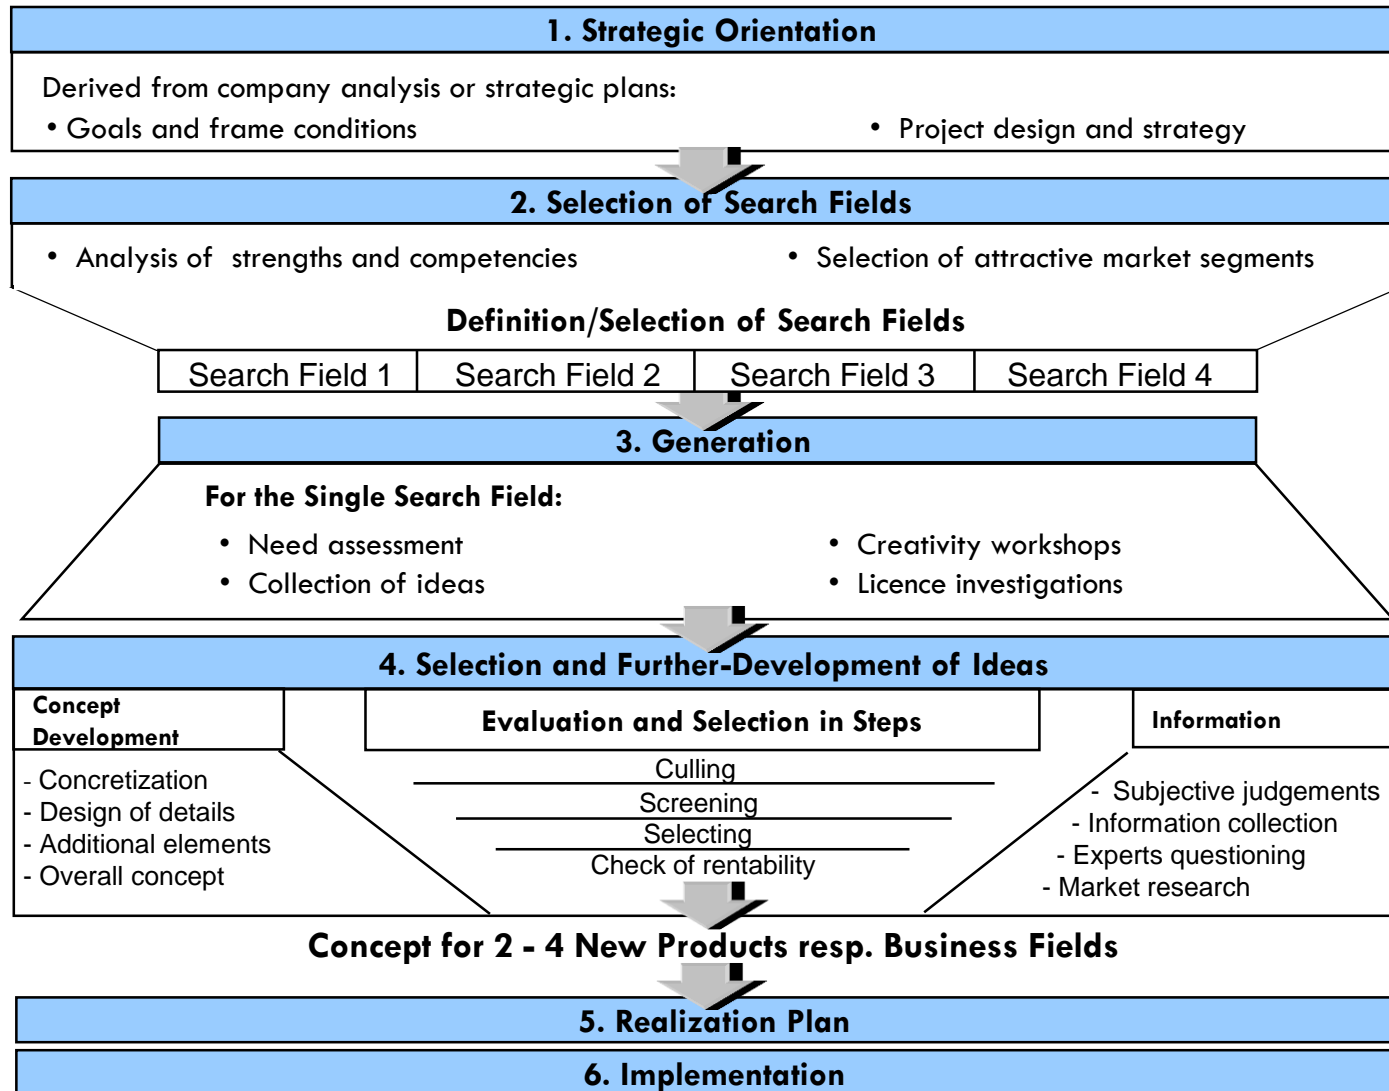 1. Strategic Orientation
Derived from company analysis or strategic plans:
• Goals and frame conditions
• Project design and strategy
2. Selection of Search Fields
• Analysis of strengths and competencies
• Selection of attractive market segments
Definition/Selection of Search Fields
Search Field 1
Search Field 2
Search Field 3
Search Field 4
3. Generation
For the Single Search Field:
• Need assessment
• Creativity workshops
• Collection of ideas
• Licence investigations
4. Selection and Further-Development of Ideas
Concept
Development
- Concretization
- Design of details
- Additional elements
- Overall concept
Evaluation and Selection in Steps
Culling
Screening
Selecting
Check of rentability
Information
- Subjective judgements
- Information collection
- Experts questioning
- Market research
Concept for 2 - 4 New Products resp. Business Fields
5. Realization Plan
6. Implementation